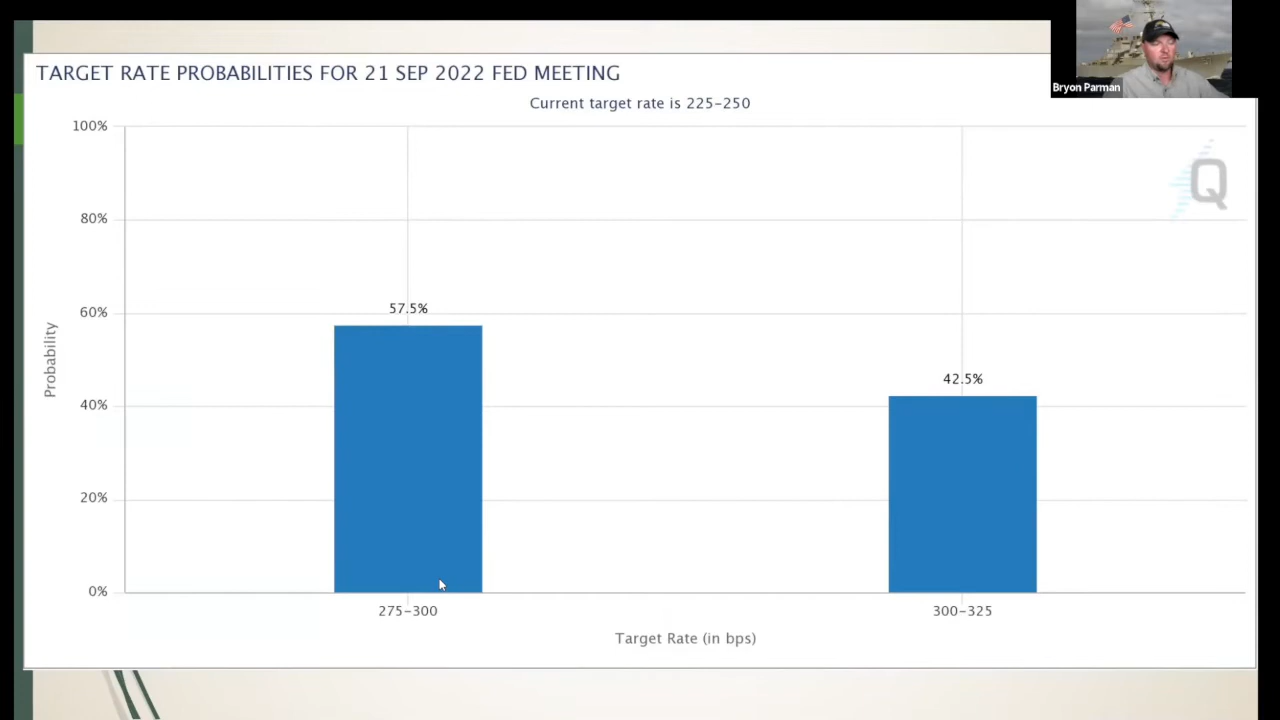 TARGET RATE PROBABILITIES FOR 21 SEP 2022 FED MEETING
Bryon Parman
Current target rate is 225-250
100%
80%
60%
40%
20%
0%
Probability
57.5%
42.5%
275-300
300-325
Target Rate (in bps)
Q